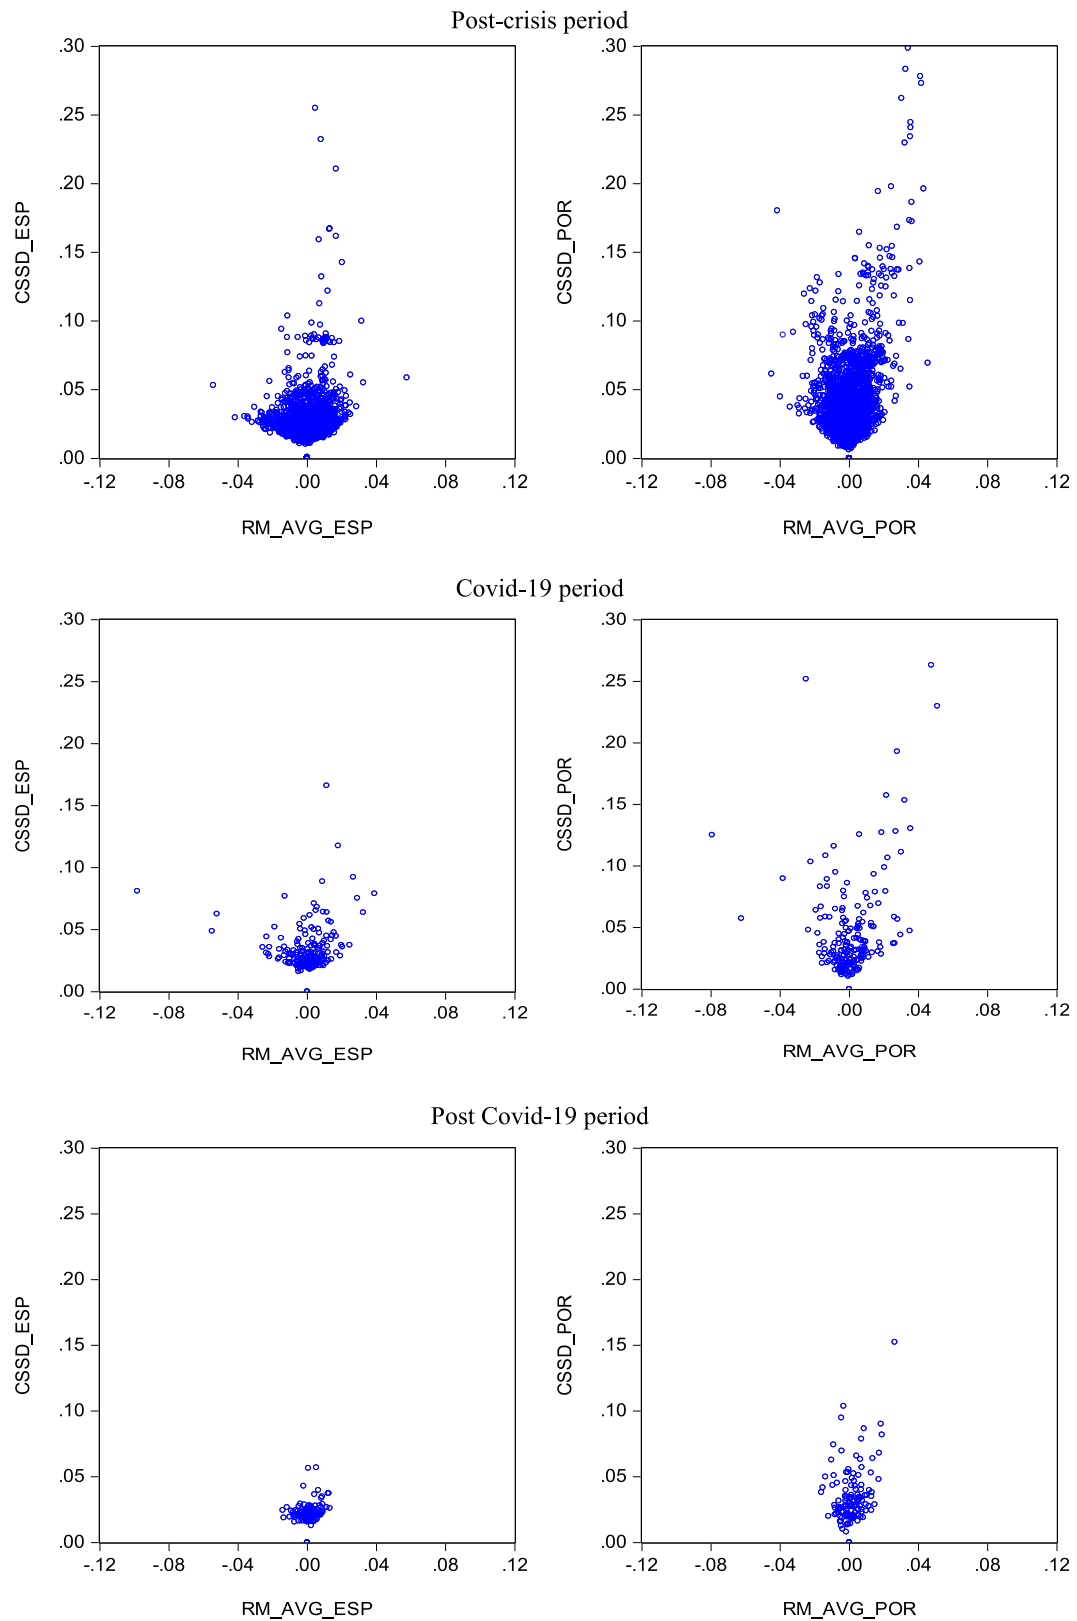 Post-crisis period
.30 .30
.25 .25
.20 .20
CSSD_ESP CSSD_POR
.15 .15
.10 .10
.05 .05
.00 .00
-.12 -.08 -.04 .00 .04 .08 .12 -.12 -.08 -.04 .00 .04 .08 .12
RM_AVG_ESP RM_AVG_POR
Covid-19 period
.30 .30
.25 .25
.20 .20
CSSD_ESP CSSD_POR
.15 .15
.10 .10
.05 .05
.00 .00
-.12 -.08 -.04 .00 .04 .08 .12 -.12 -.08 -.04 .00 .04 .08 .12
RM_AVG_ESP RM_AVG_POR
Post Covid-19 period
.30 .30
.25 .25
.20 .20
CSSD_ESP CSSD_POR
.15 .15
.10 .10
.05 .05
.00 .00
-.12 -.08 -.04 .00 .04 .08 .12 -.12 -.08 -.04 .00 .04 .08 .12
RM_AVG_ESP RM_AVG_POR